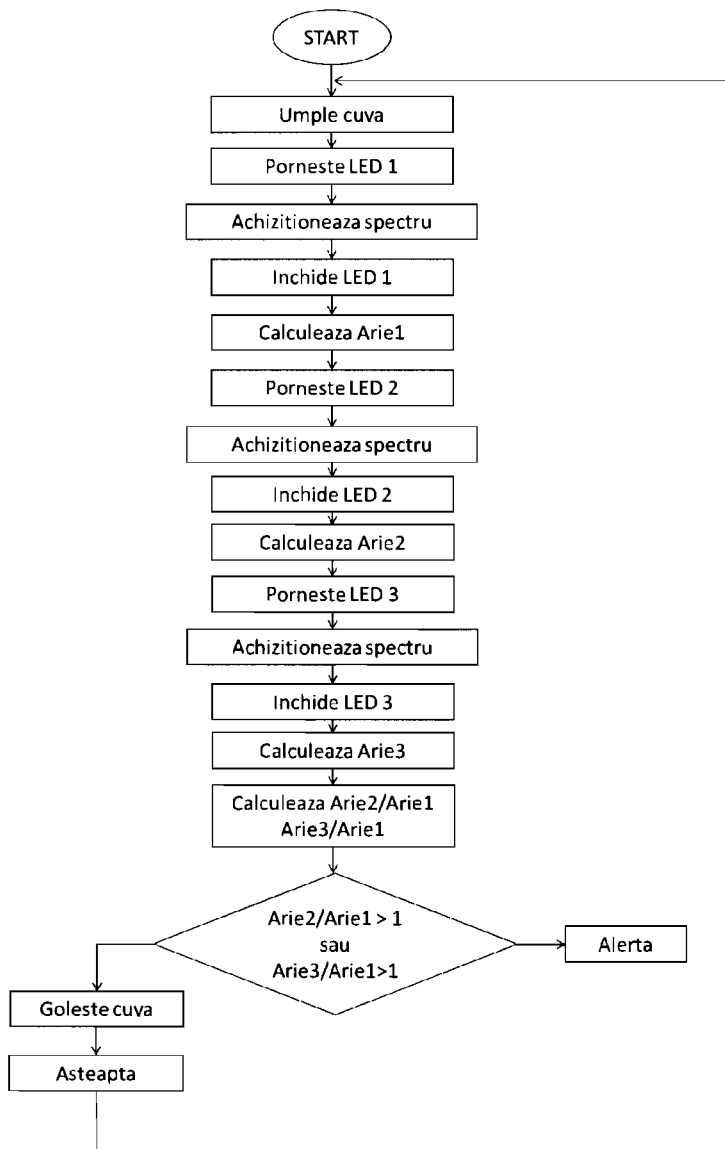 START
Umple cuva
Porneste LED 1
Achizitioneaza spectru
Inchide LED 1
Calculeaza Arie1
Porneste LED 2
Achizitioneaza spectru
Inchide LED 2
Calculeaza Arie2
Porneste LED 3
Achizitioneaza spectru
Inchide LED 3
Calculeaza Arie3
Calculeaza Arie2/Arie1
Arie3/Arie1
Arie2/Arie1 > 1
sau
Arie3/Arie1>1
Alerta
Goleste cuva
Asteapta